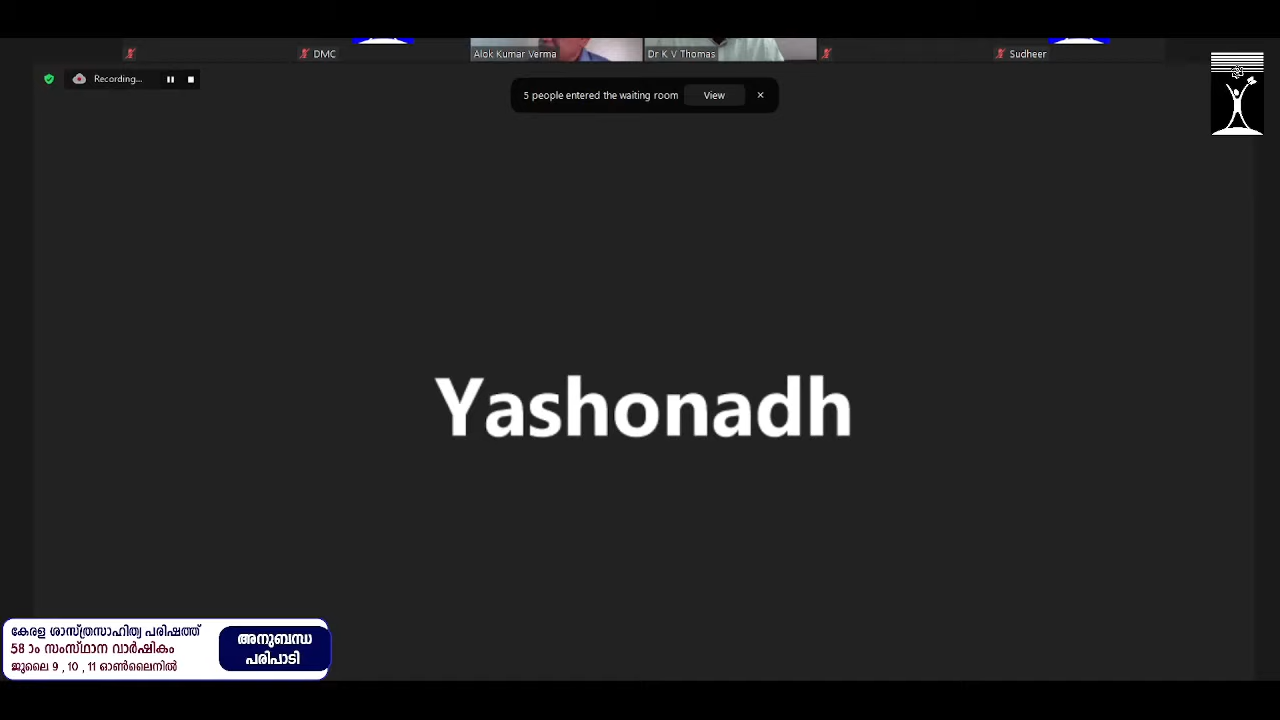 DMC
Alok Kumar Verma
Dr K V Thomas
Sudheer
Recording...
5 people entered the waiting room View
Yashonadh
കേരള ശാസ്ത്രസാഹിത്യ പരിഷത്ത്
58 ാം സംസ്ഥാന വാർഷികം
ജൂലൈ 9 , 10 , 11 ഓൺലൈനിൽ
അനുബന്ധ
പരിപാടി